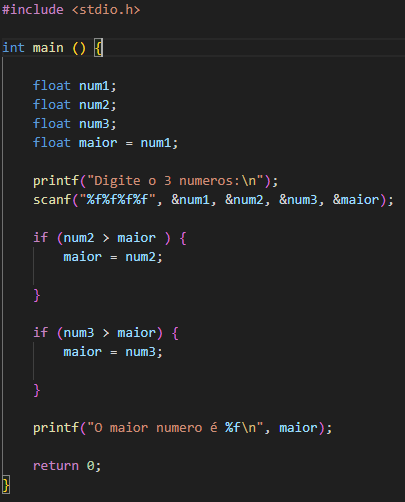 #include <stdio.h>
int main () {
float num1;
float num2;
float num3;
float maior = num1;
printf("Digite o 3 numeros:\n");
scanf("%f%f%f%f", &num1, &num2, &num3, &maior);
if (num2 > maior ) {
maior = num2;
}
if (num3 > maior) {
maior = num3;
}
printf("O maior numero é %f\n", maior);
return 0;
}